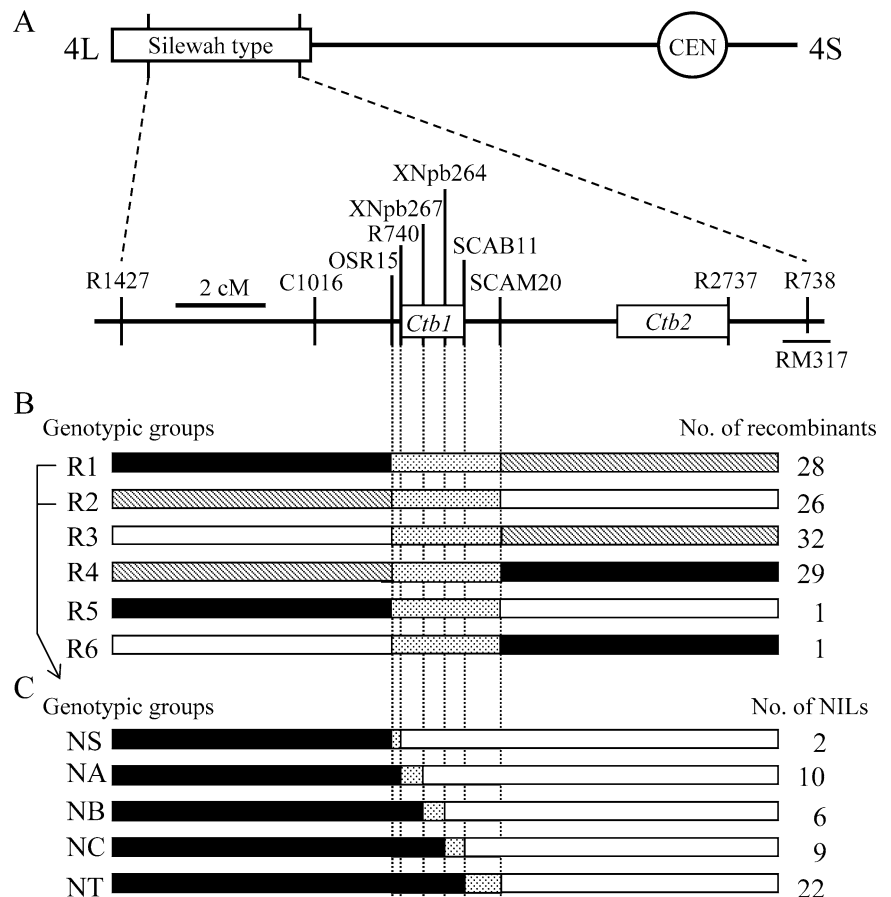 A
4L Silewah type CEN 4S
XNpb264
XNpb267
R740
SCAB11
OSR15
SCAM20
R1427
2 cM
C1016
R2737
R738
Ctb1
Ctb2
RM317
B
Genotypic groups No. of recombinants
R1 28
R2 26
R3 32
R4 29
R5 1
R6 1
C
Genotypic groups No. of NILs
NS 2
NA 10
NB 6
NC 9
NT 22